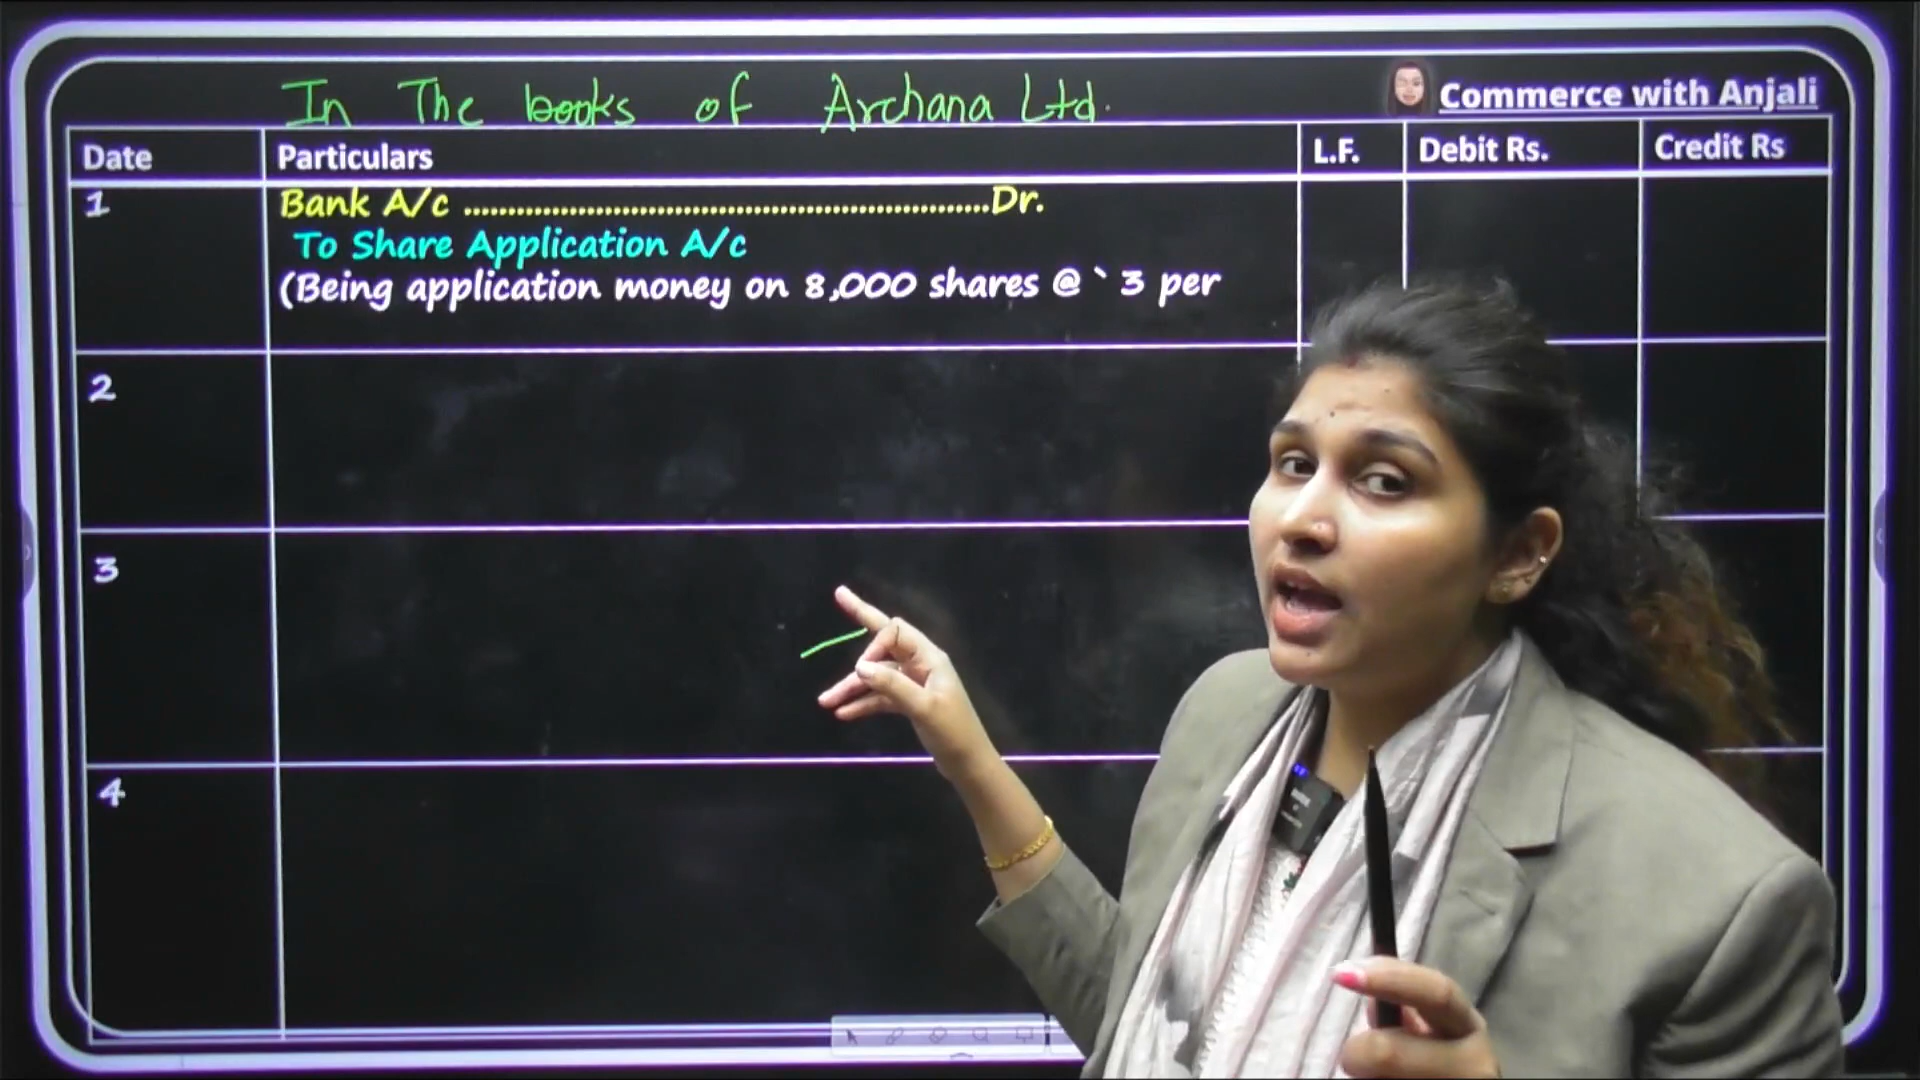 In The books of Archana Ltd.
Commerce with Anjali
Date Particulars L.F. Debit Rs. Credit Rs
1 Bank A/c ............................................................Dr.
To Share Application A/c
(Being application money on 8,000 shares @ ` 3 per
2
3
4